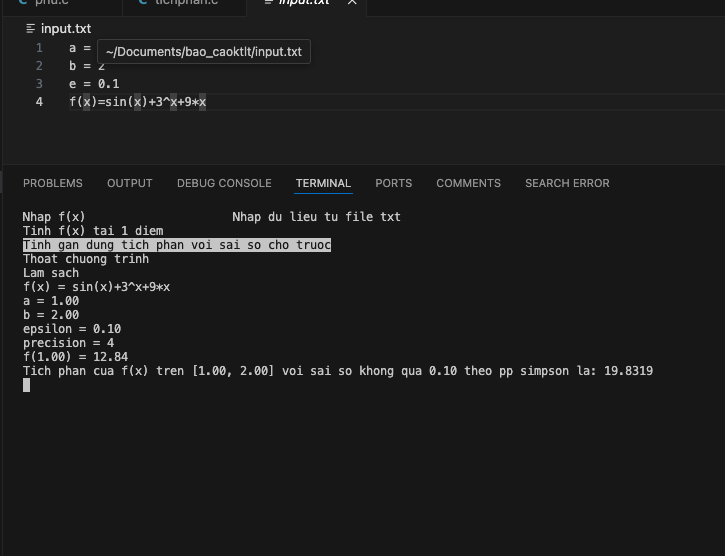 phu.c tichphan.c input.txt
input.txt
1 a =
~/Documents/bao_caoktlt/input.txt
2 b = 2
3 e = 0.1
4 f(x)=sin(x)+3^x+9*x
PROBLEMS OUTPUT DEBUG CONSOLE TERMINAL PORTS COMMENTS SEARCH ERROR
Nhap f(x) Nhap du lieu tu file txt
Tinh f(x) tai 1 diem
Tinh gan dung tich phan voi sai so cho truoc
Thoat chuong trinh
Lam sach
f(x) = sin(x)+3^x+9*x
a = 1.00
b = 2.00
epsilon = 0.10
precision = 4
f(1.00) = 12.84
Tich phan cua f(x) tren [1.00, 2.00] voi sai so khong qua 0.10 theo pp simpson la: 19.8319